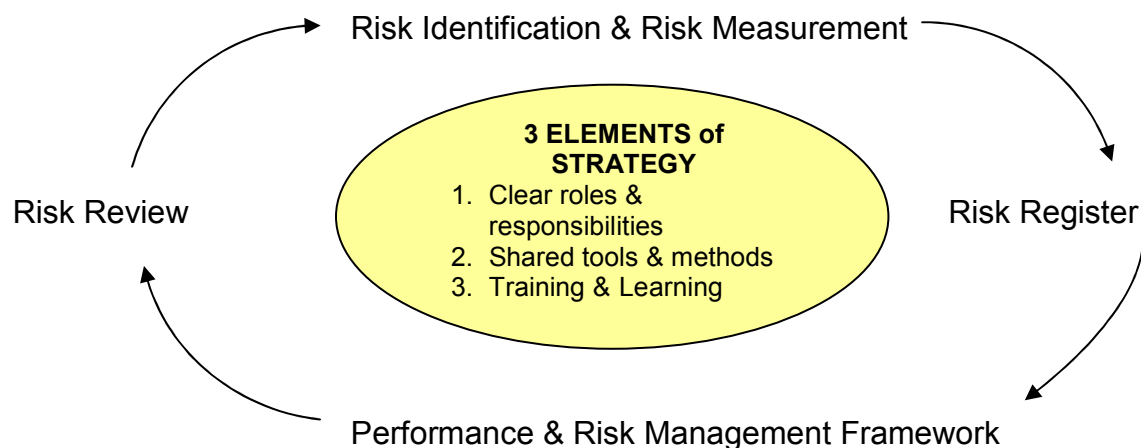 Risk Identification & Risk Measurement
3 ELEMENTS of
STRATEGY
1. Clear roles &
responsibilities
2. Shared tools & methods
3. Training & Learning
Risk Review
Risk Register
Performance & Risk Management Framework